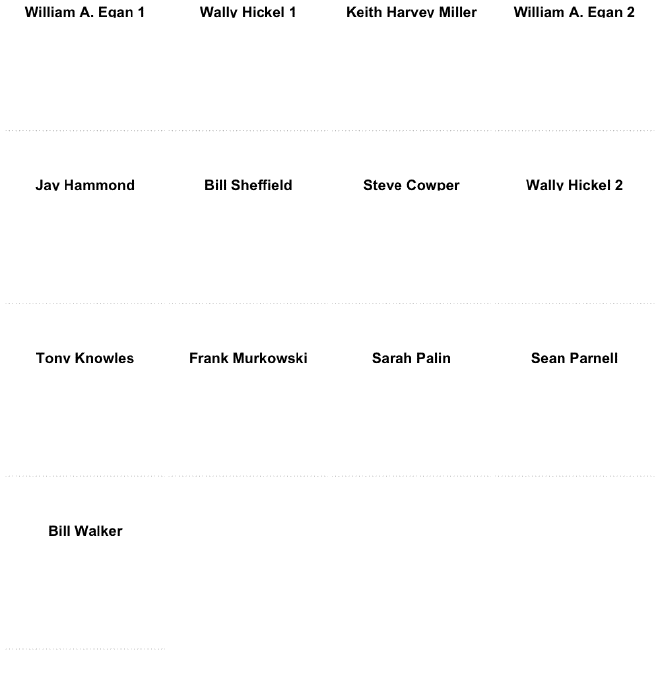 William A. Egan 1 Wally Hickel 1 Keith Harvey Miller William A. Egan 2
Jay Hammond Bill Sheffield Steve Cowper Wally Hickel 2
Tony Knowles Frank Murkowski Sarah Palin Sean Parnell
Bill Walker